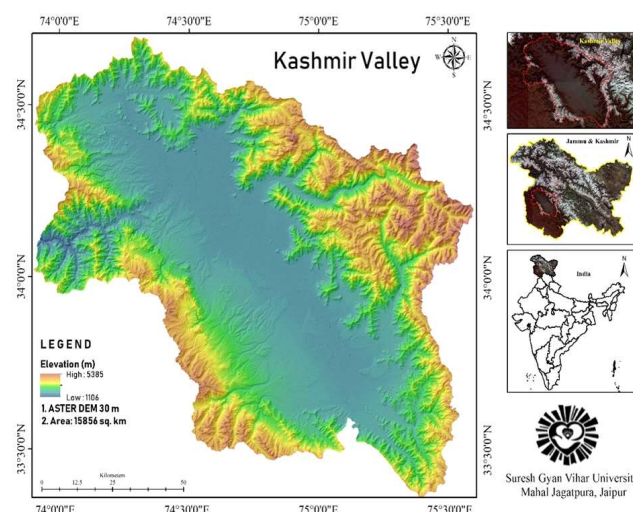 74°0'0"E
74°30'0"E
75°0'0"E
75°30'0"E
Kashmir Valley
N
W
E
S
34°30'0"N
34°0'0"N
33°30'0"N
34°30'0"N
34°0'0"N
33°30'0"N
LEGEND
Elevation (m)
High : 5385
Low : 1106
1. ASTER DEM 30 m
2. Area: 15856 sq. km
Kilometers
0 12.5 25 50
74°0'0"E
74°30'0"E
75°0'0"E
75°30'0"E
Kashmir Valley
Jammu & Kashmir
N
India
N
Suresh Gyan Vihar Universit
Mahal Jagatpura, Jaipur